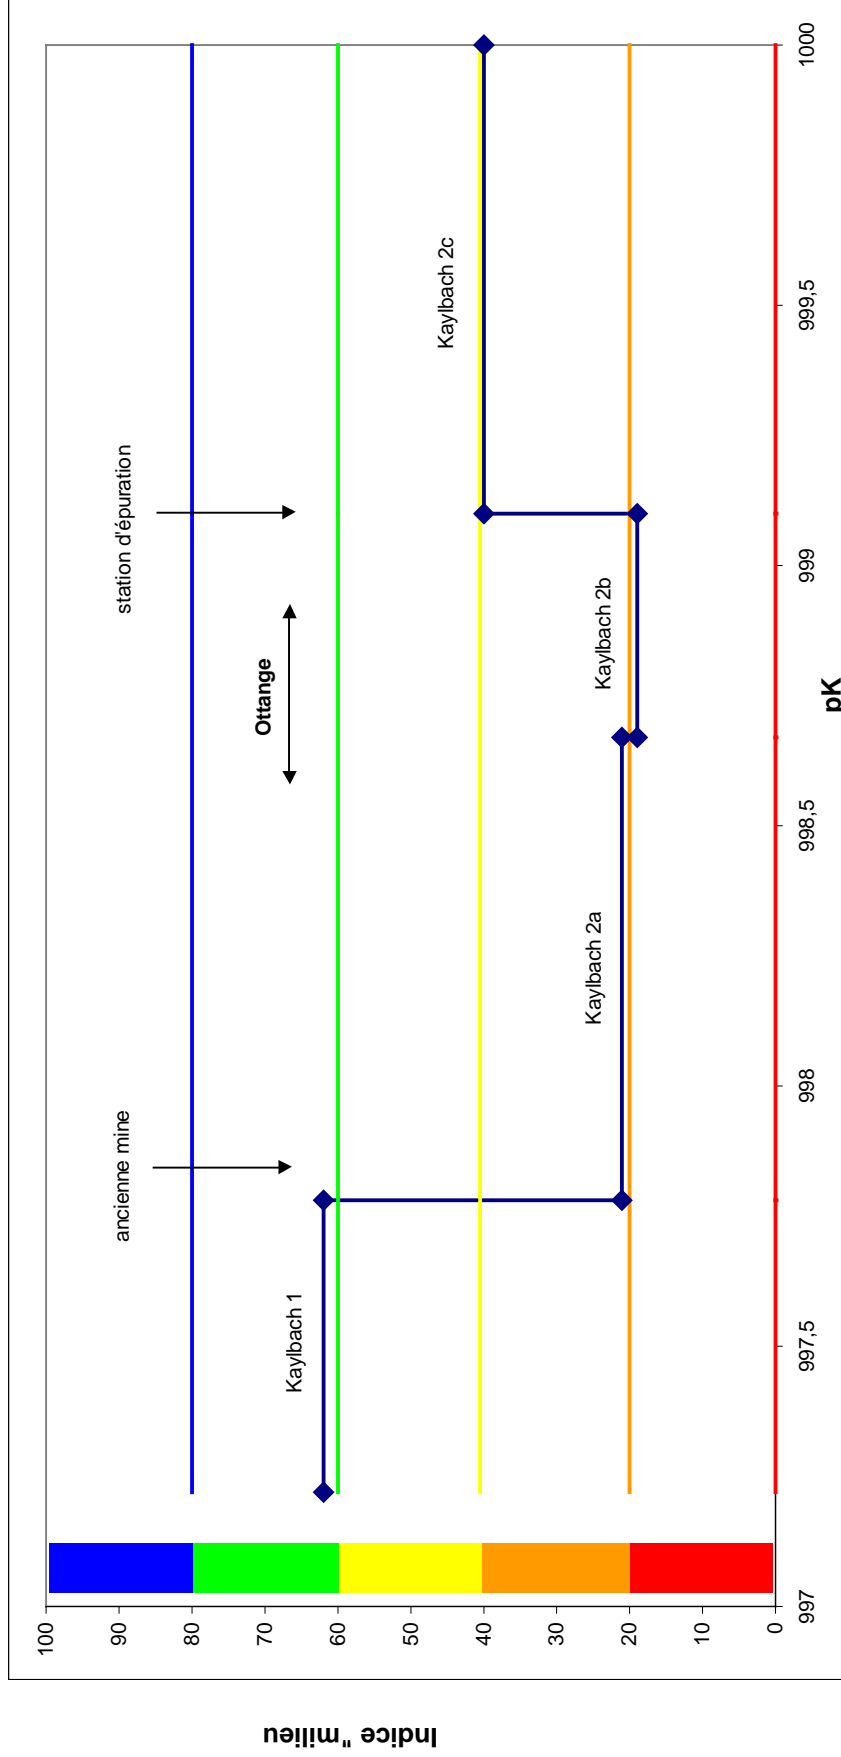 ancienne mine
station d'épuration
Ottange
Kaylbach 1
Kaylbach 2a
Kaylbach 2b
Kaylbach 2c
100
90
80
70
60
50
40
30
20
10
0
997
997,5
998
998,5
999
999,5
1000
pK
Indice "milieu